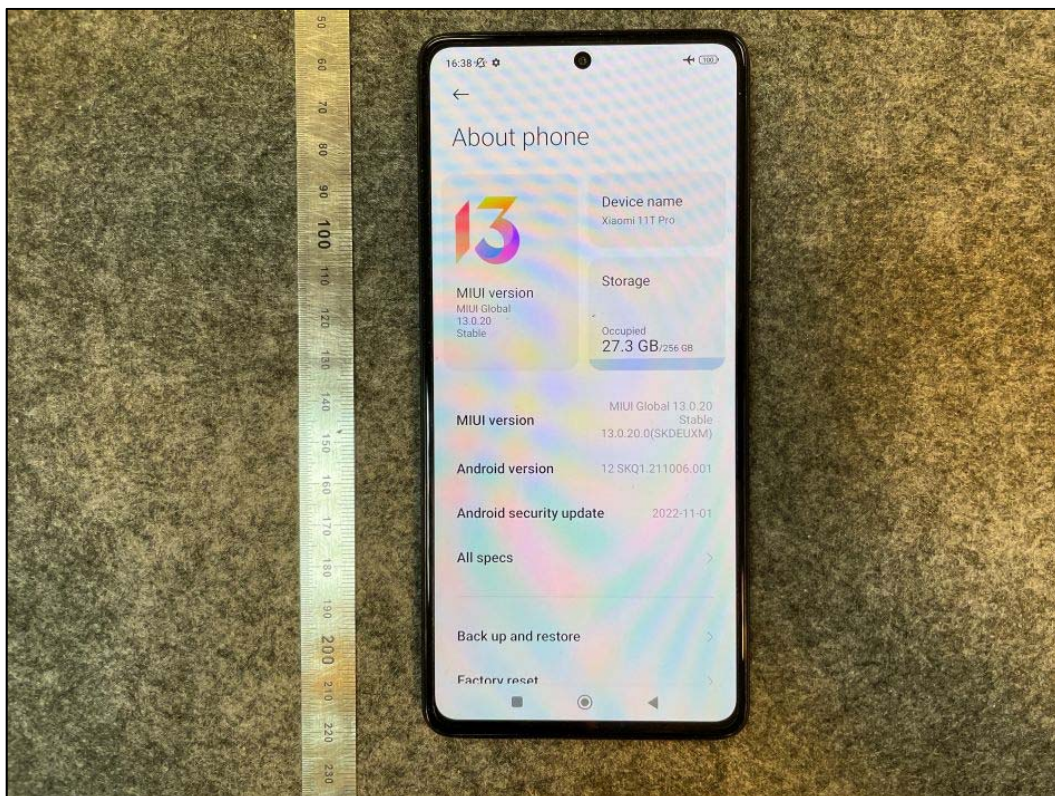 50
60
70
80
90
100
110
120
130
140
150
160
170
180
190
200
210
220
230
16:38
100
About phone
13
MIUI version
MIUI Global
13.0.20
Stable
Device name
Xiaomi 11T Pro
Storage
Occupied
27.3 GB/256 GB
MIUI version
MIUI Global 13.0.20
Stable
13.0.20.0(SKDEUXM)
Android version
12 SKQ1.211006.001
Android security update
2022-11-01
All specs
Back up and restore
Factory reset